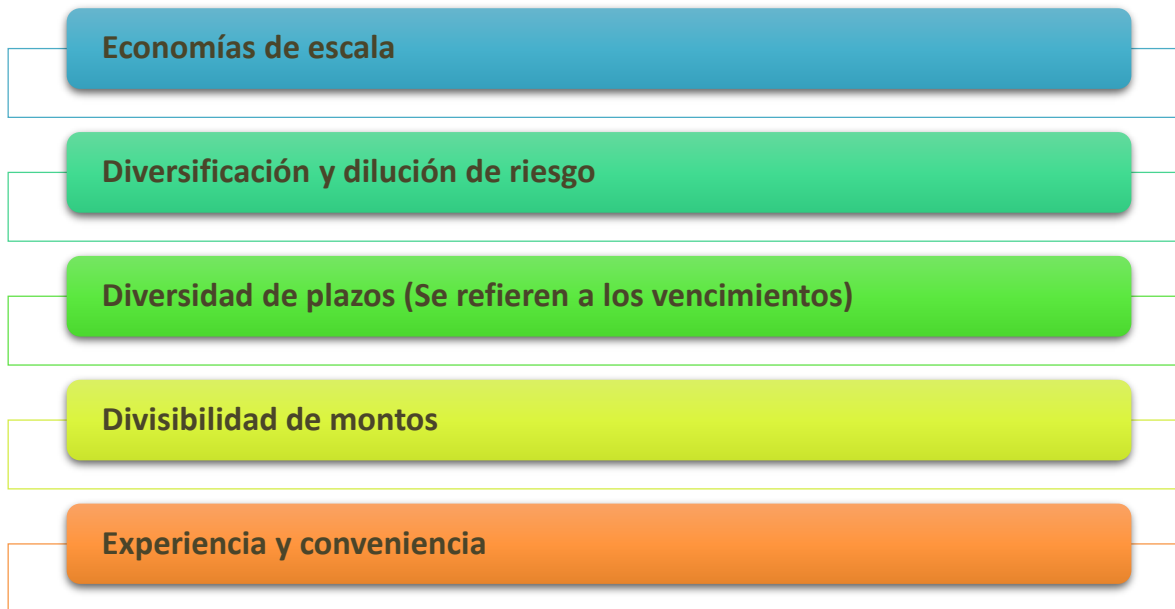 Economías de escala
Diversificación y dilución de riesgo
Diversidad de plazos (Se refieren a los vencimientos)
Divisibilidad de montos
Experiencia y conveniencia